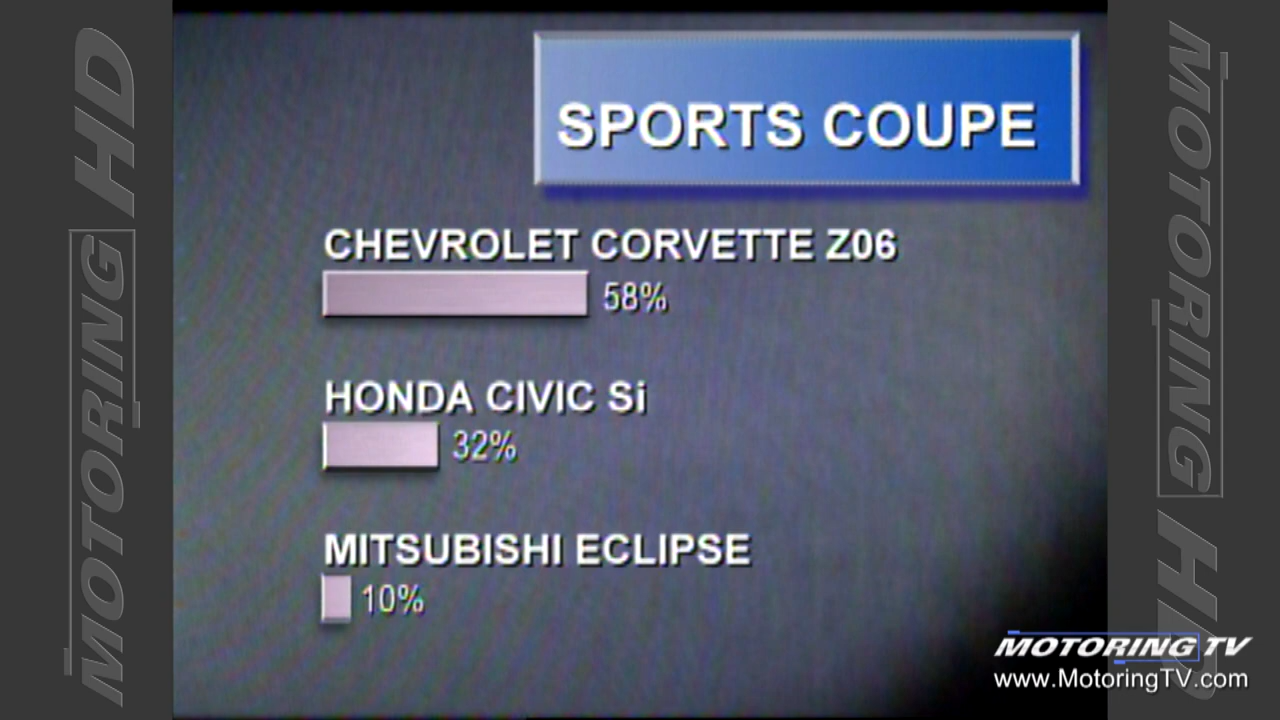 SPORTS COUPE
CHEVROLET CORVETTE Z06
58%
HONDA CIVIC Si
32%
MITSUBISHI ECLIPSE
10%
MOTORING HD
MOTORING HD
MOTORING TV
www.MotoringTV.com